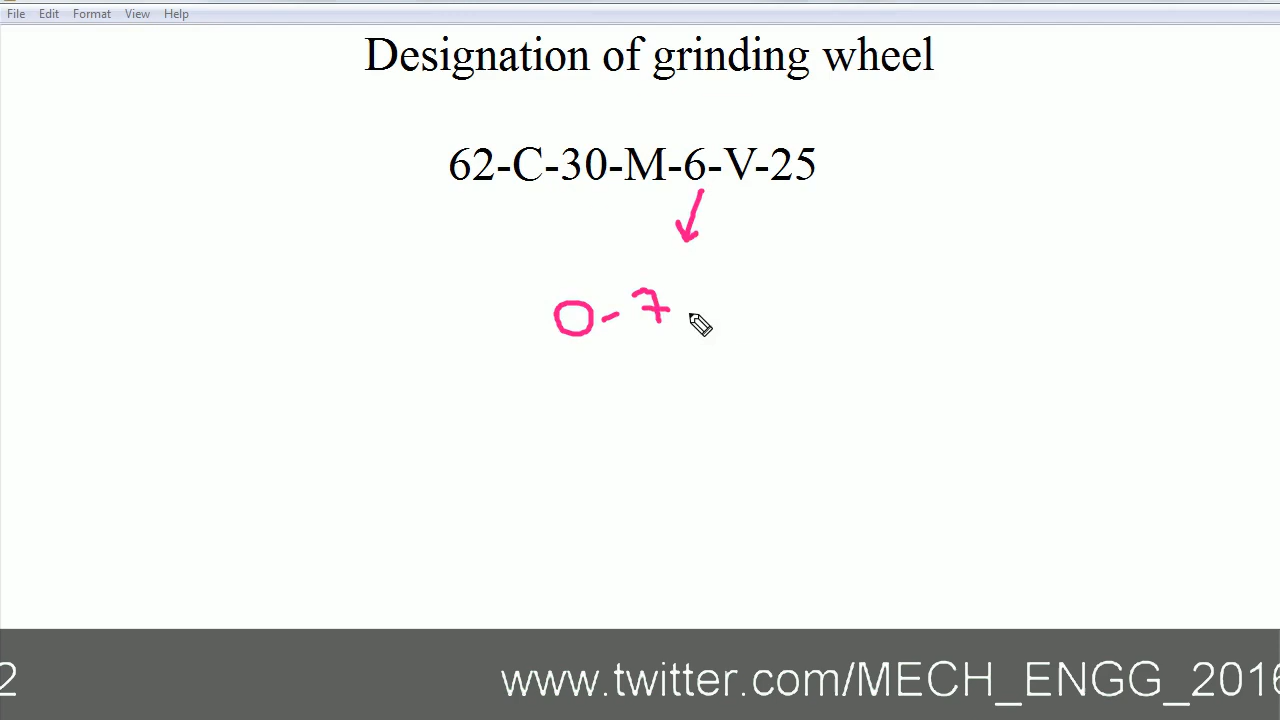 File Edit Format View Help
Designation of grinding wheel
62-C-30-M-6-V-25
0-7
2 www.twitter.com/MECH_ENGG_2016